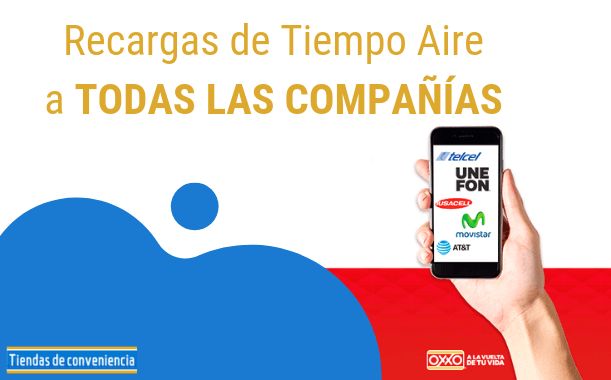 Recargas de Tiempo Aire
a TODAS LAS COMPAÑÍAS
telcel
UNE
FON
IUSACELL
movistar
AT&T
Tiendas de conveniencia
OXXO
A LA VUELTA
DE TU VIDA